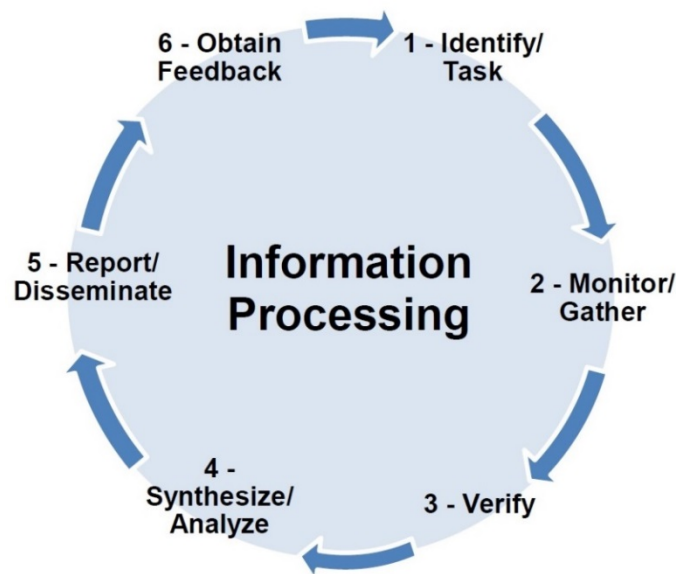 6 - Obtain
Feedback
1 - Identify/
Task
5 - Report/
Disseminate
Information
Processing
2 - Monitor/
Gather
4 -
Synthesize/
Analyze
3 - Verify